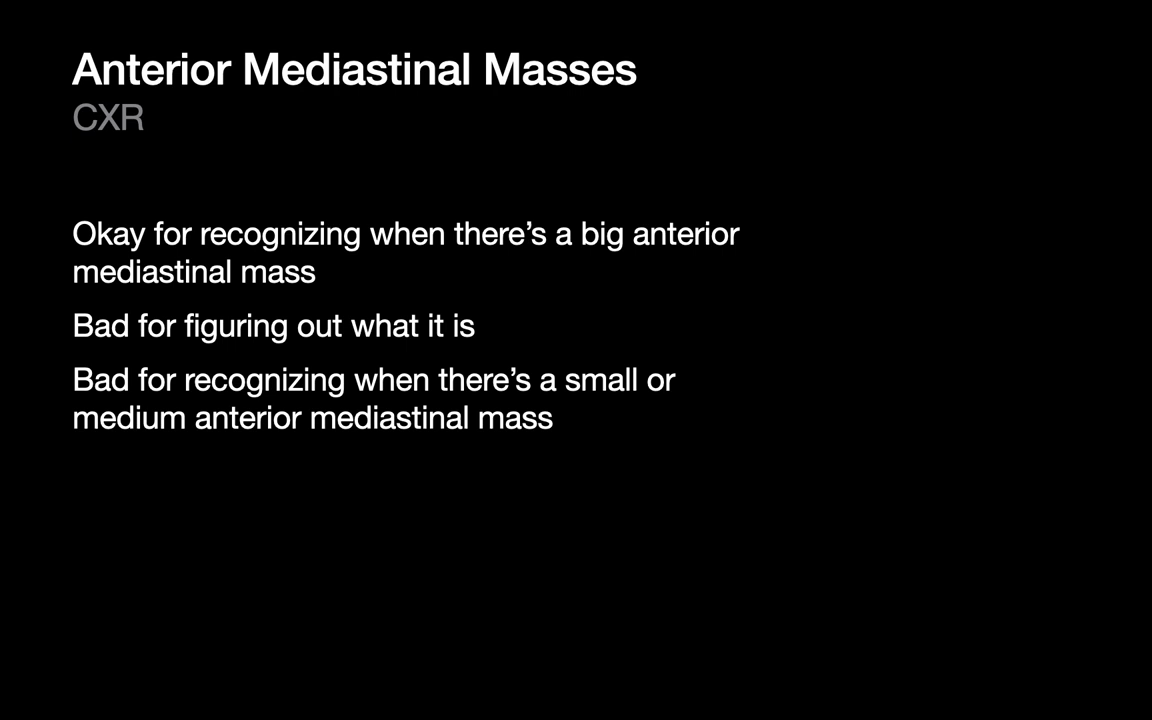 Anterior Mediastinal Masses
CXR
Okay for recognizing when there’s a big anterior
mediastinal mass
Bad for figuring out what it is
Bad for recognizing when there’s a small or
medium anterior mediastinal mass